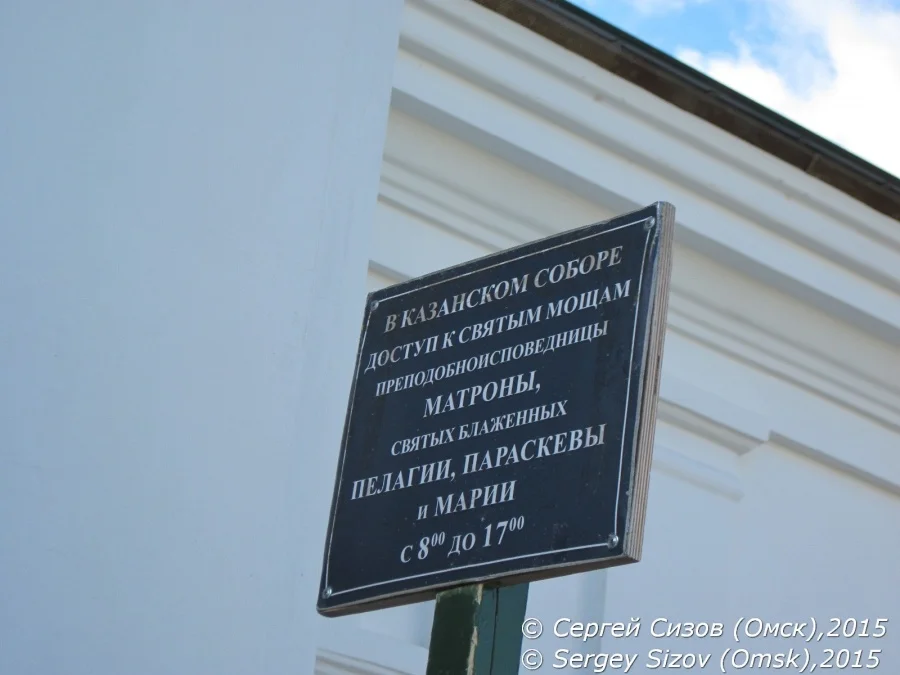 В КАЗАНСКОМ СОБОРЕ
ДОСТУП К СВЯТЫМ МОЩАМ
ПРЕПОДОБНОИСПОВЕДНИЦЫ
МАТРОНЫ,
СВЯТЫХ БЛАЖЕННЫХ
ПЕЛАГИИ, ПАРАСКЕВЫ
И МАРИИ
С 8⁰⁰ ДО 17⁰⁰
© Сергей Сизов (Омск),2015
© Sergey Sizov (Omsk),2015